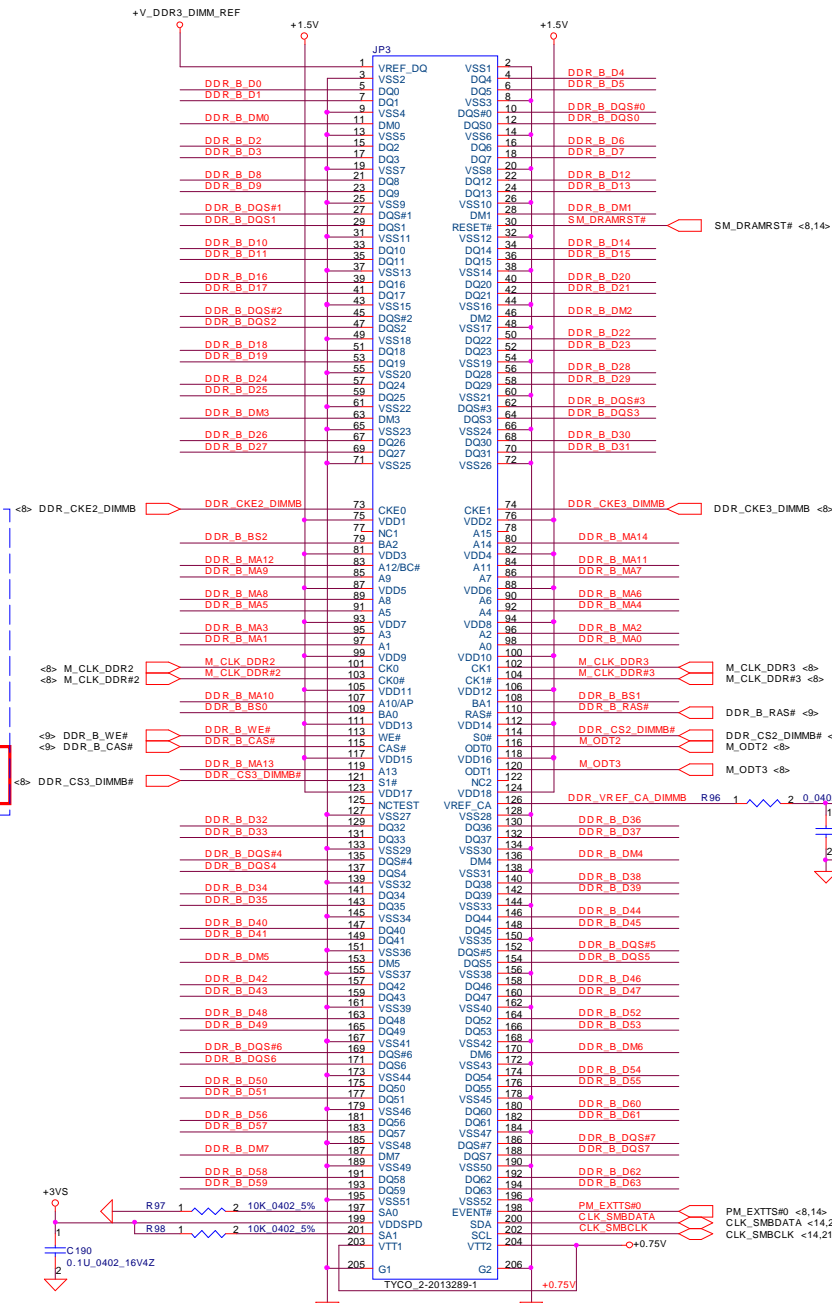 +V_DDR3_DIMM_REF
+1.5V +1.5V
JP3
1 VREF_DQ VSS1 2
3 VSS2 DQ4 4 DDR_B_D4
DDR_B_D0 5 DQ0 DQ5 6 DDR_B_D5
DDR_B_D1 7 DQ1 VSS3 8
9 VSS4 DQS#0 10 DDR_B_DQS#0
DDR_B_DM0 11 DM0 DQS0 12 DDR_B_DQS0
13 VSS5 VSS6 14
DDR_B_D2 15 DQ2 DQ6 16 DDR_B_D6
DDR_B_D3 17 DQ3 DQ7 18 DDR_B_D7
19 VSS7 VSS8 20
DDR_B_D8 21 DQ8 DQ12 22 DDR_B_D12
DDR_B_D9 23 DQ9 DQ13 24 DDR_B_D13
25 VSS9 VSS10 26
DDR_B_DQS#1 27 DQS#1 DM1 28 DDR_B_DM1
DDR_B_DQS1 29 DQS1 RESET# 30 SM_DRAMRST# SM_DRAMRST# <8,14>
31 VSS11 VSS12 32
DDR_B_D10 33 DQ10 DQ14 34 DDR_B_D14
DDR_B_D11 35 DQ11 DQ15 36 DDR_B_D15
37 VSS13 VSS14 38
DDR_B_D16 39 DQ16 DQ20 40 DDR_B_D20
DDR_B_D17 41 DQ17 DQ21 42 DDR_B_D21
43 VSS15 VSS16 44
DDR_B_DQS#2 45 DQS#2 DM2 46 DDR_B_DM2
DDR_B_DQS2 47 DQS2 VSS17 48
49 VSS18 DQ22 50 DDR_B_D22
DDR_B_D18 51 DQ18 DQ23 52 DDR_B_D23
DDR_B_D19 53 DQ19 VSS19 54
55 VSS20 DQ28 56 DDR_B_D28
DDR_B_D24 57 DQ24 DQ29 58 DDR_B_D29
DDR_B_D25 59 DQ25 VSS21 60
61 VSS22 DQS#3 62 DDR_B_DQS#3
DDR_B_DM3 63 DM3 DQS3 64 DDR_B_DQS3
65 VSS23 VSS24 66
DDR_B_D26 67 DQ26 DQ30 68 DDR_B_D30
DDR_B_D27 69 DQ27 DQ31 70 DDR_B_D31
71 VSS25 VSS26 72
<8> DDR_CKE2_DIMMB DDR_CKE2_DIMMB 73 CKE0 CKE1 74 DDR_CKE3_DIMMB DDR_CKE3_DIMMB <8>
75 VDD1 VDD2 76
77 NC1 A15 78
DDR_B_BS2 79 BA2 A14 80 DDR_B_MA14
81 VDD3 VDD4 82
DDR_B_MA12 83 A12/BC# A11 84 DDR_B_MA11
DDR_B_MA9 85 A9 A7 86 DDR_B_MA7
87 VDD5 VDD6 88
DDR_B_MA8 89 A8 A6 90 DDR_B_MA6
DDR_B_MA5 91 A5 A4 92 DDR_B_MA4
93 VDD7 VDD8 94
DDR_B_MA3 95 A3 A2 96 DDR_B_MA2
DDR_B_MA1 97 A1 A0 98 DDR_B_MA0
99 VDD9 VDD10 100
<8> M_CLK_DDR2 M_CLK_DDR2 101 CK0 CK1 102 M_CLK_DDR3 M_CLK_DDR3 <8>
<8> M_CLK_DDR#2 M_CLK_DDR#2 103 CK0# CK1# 104 M_CLK_DDR#3 M_CLK_DDR#3 <8>
105 VDD11 VDD12 106
DDR_B_MA10 107 A10/AP BA1 108 DDR_B_BS1
DDR_B_BS0 109 BA0 RAS# 110 DDR_B_RAS# DDR_B_RAS# <9>
111 VDD13 VDD14 112
<9> DDR_B_WE# DDR_B_WE# 113 WE# S0# 114 DDR_CS2_DIMMB# DDR_CS2_DIMMB# <
<9> DDR_B_CAS# DDR_B_CAS# 115 CAS# ODT0 116 M_ODT2 M_ODT2 <8>
117 VDD15 VDD16 118
DDR_B_MA13 119 A13 ODT1 120 M_ODT3 M_ODT3 <8>
<8> DDR_CS3_DIMMB# DDR_CS3_DIMMB# 121 S1# NC2 122
123 VDD17 VDD18 124
125 NCTEST VREF_CA 126 DDR_VREF_CA_DIMMB R96 1 2 0_040
127 VSS27 VSS28 128 1
DDR_B_D32 129 DQ32 DQ36 130 DDR_B_D36
DDR_B_D33 131 DQ33 DQ37 132 DDR_B_D37
133 VSS29 VSS30 134
DDR_B_DQS#4 135 DQS#4 DM4 136 DDR_B_DM4 2
DDR_B_DQS4 137 DQS4 VSS31 138
139 VSS32 DQ38 140 DDR_B_D38
DDR_B_D34 141 DQ34 DQ39 142 DDR_B_D39
DDR_B_D35 143 DQ35 VSS33 144
145 VSS34 DQ44 146 DDR_B_D44
DDR_B_D40 147 DQ40 DQ45 148 DDR_B_D45
DDR_B_D41 149 DQ41 VSS35 150
151 VSS36 DQS#5 152 DDR_B_DQS#5
DDR_B_DM5 153 DM5 DQS5 154 DDR_B_DQS5
155 VSS37 VSS38 156
DDR_B_D42 157 DQ42 DQ46 158 DDR_B_D46
DDR_B_D43 159 DQ43 DQ47 160 DDR_B_D47
161 VSS39 VSS40 162
DDR_B_D48 163 DQ48 DQ52 164 DDR_B_D52
DDR_B_D49 165 DQ49 DQ53 166 DDR_B_D53
167 VSS41 VSS42 168
DDR_B_DQS#6 169 DQS#6 DM6 170 DDR_B_DM6
DDR_B_DQS6 171 DQS6 VSS43 172
173 VSS44 DQ54 174 DDR_B_D54
DDR_B_D50 175 DQ50 DQ55 176 DDR_B_D55
DDR_B_D51 177 DQ51 VSS45 178
179 VSS46 DQ60 180 DDR_B_D60
DDR_B_D56 181 DQ56 DQ61 182 DDR_B_D61
DDR_B_D57 183 DQ57 VSS47 184
185 VSS48 DQS#7 186 DDR_B_DQS#7
DDR_B_DM7 187 DM7 DQS7 188 DDR_B_DQS7
189 VSS49 VSS50 190
DDR_B_D58 191 DQ58 DQ62 192 DDR_B_D62
DDR_B_D59 193 DQ59 DQ63 194 DDR_B_D63
+3VS 195 VSS51 VSS52 196
R97 1 2 10K_0402_5% 197 SA0 EVENT# 198 PM_EXTTS#0 PM_EXTTS#0 <8,14>
199 VDDSPD SDA 200 CLK_SMBDATA CLK_SMBDATA <14,2
R98 1 2 10K_0402_5% 201 SA1 SCL 202 CLK_SMBCLK CLK_SMBCLK <14,21
1 203 VTT1 VTT2 204 +0.75V
C190
0.1U_0402_16V4Z
2 205 G1 G2 206
TYCO_2-2013289-1 +0.75V